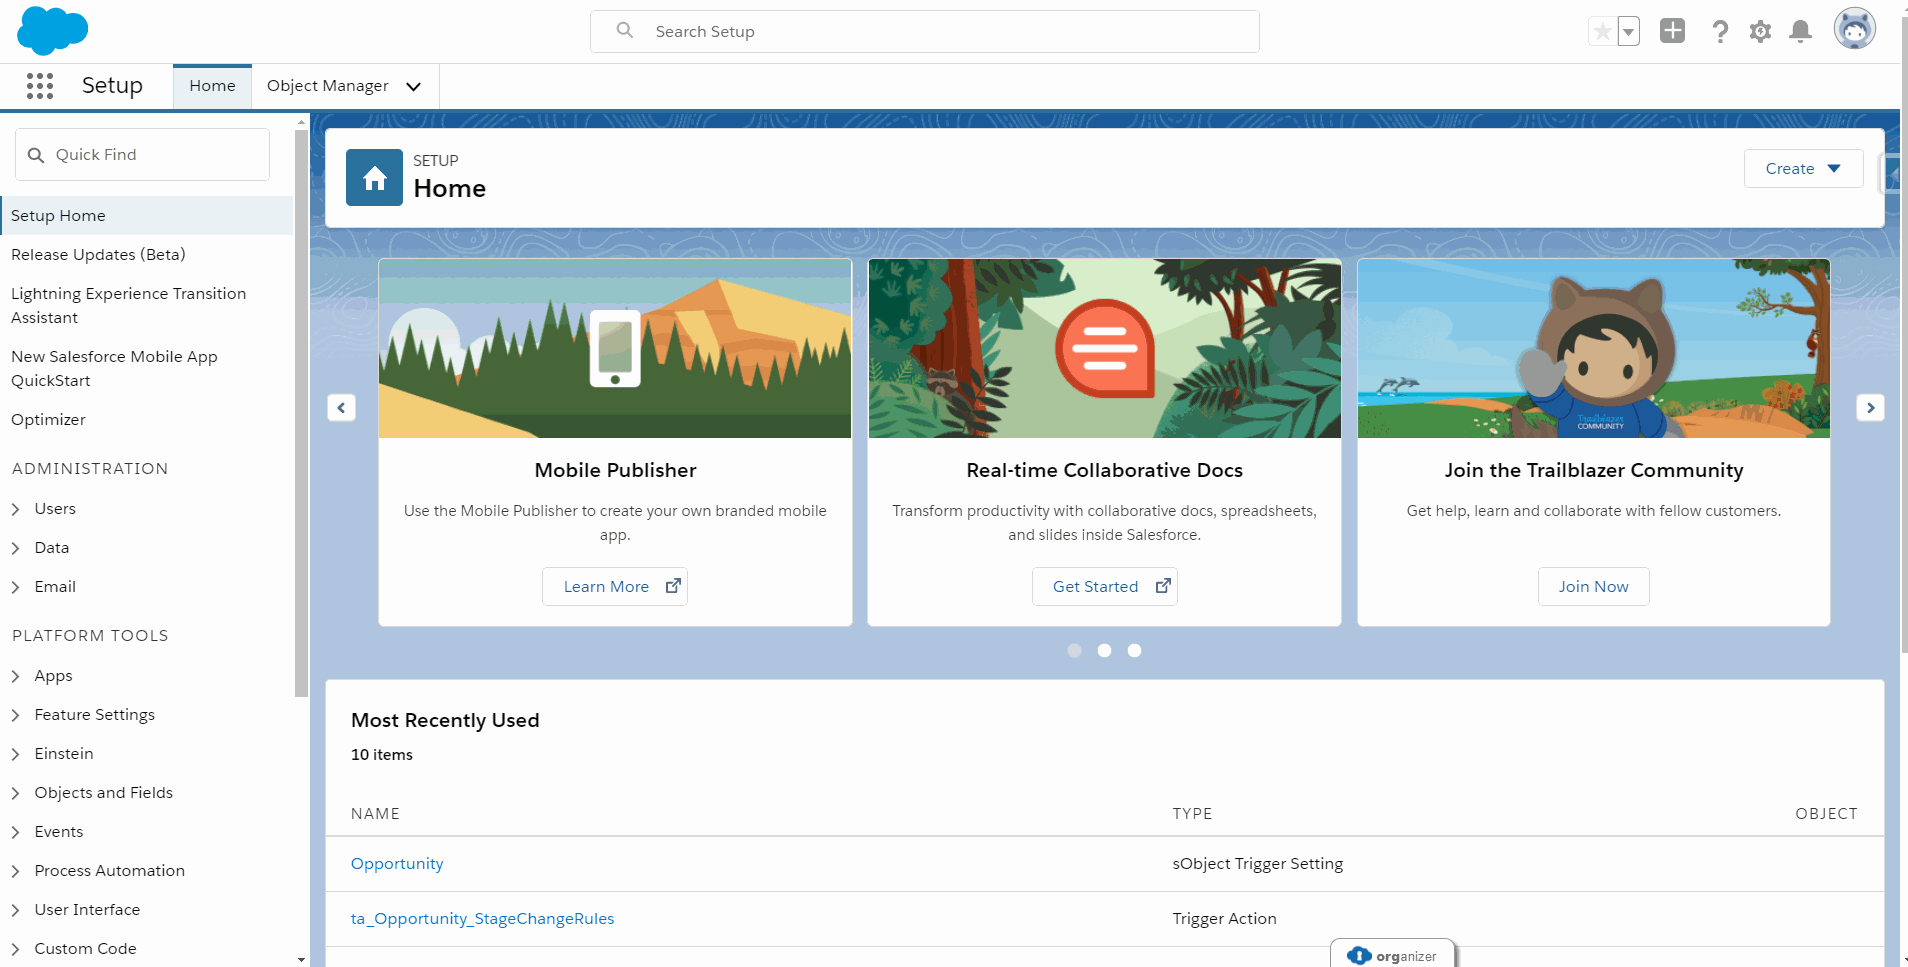 Search Setup
Setup
Home
Object Manager
Quick Find
Setup Home
Release Updates (Beta)
Lightning Experience Transition
Assistant
New Salesforce Mobile App
QuickStart
Optimizer
ADMINISTRATION
Users
Data
Email
PLATFORM TOOLS
Apps
Feature Settings
Einstein
Objects and Fields
Events
Process Automation
User Interface
Custom Code
SETUP
Home
Create
Mobile Publisher
Use the Mobile Publisher to create your own branded mobile
app.
Learn More
Real-time Collaborative Docs
Transform productivity with collaborative docs, spreadsheets,
and slides inside Salesforce.
Get Started
Trailblazer
COMMUNITY
Join the Trailblazer Community
Get help, learn and collaborate with fellow customers.
Join Now
Most Recently Used
10 items
NAME TYPE OBJECT
Opportunity sObject Trigger Setting
ta_Opportunity_StageChangeRules Trigger Action
organizer